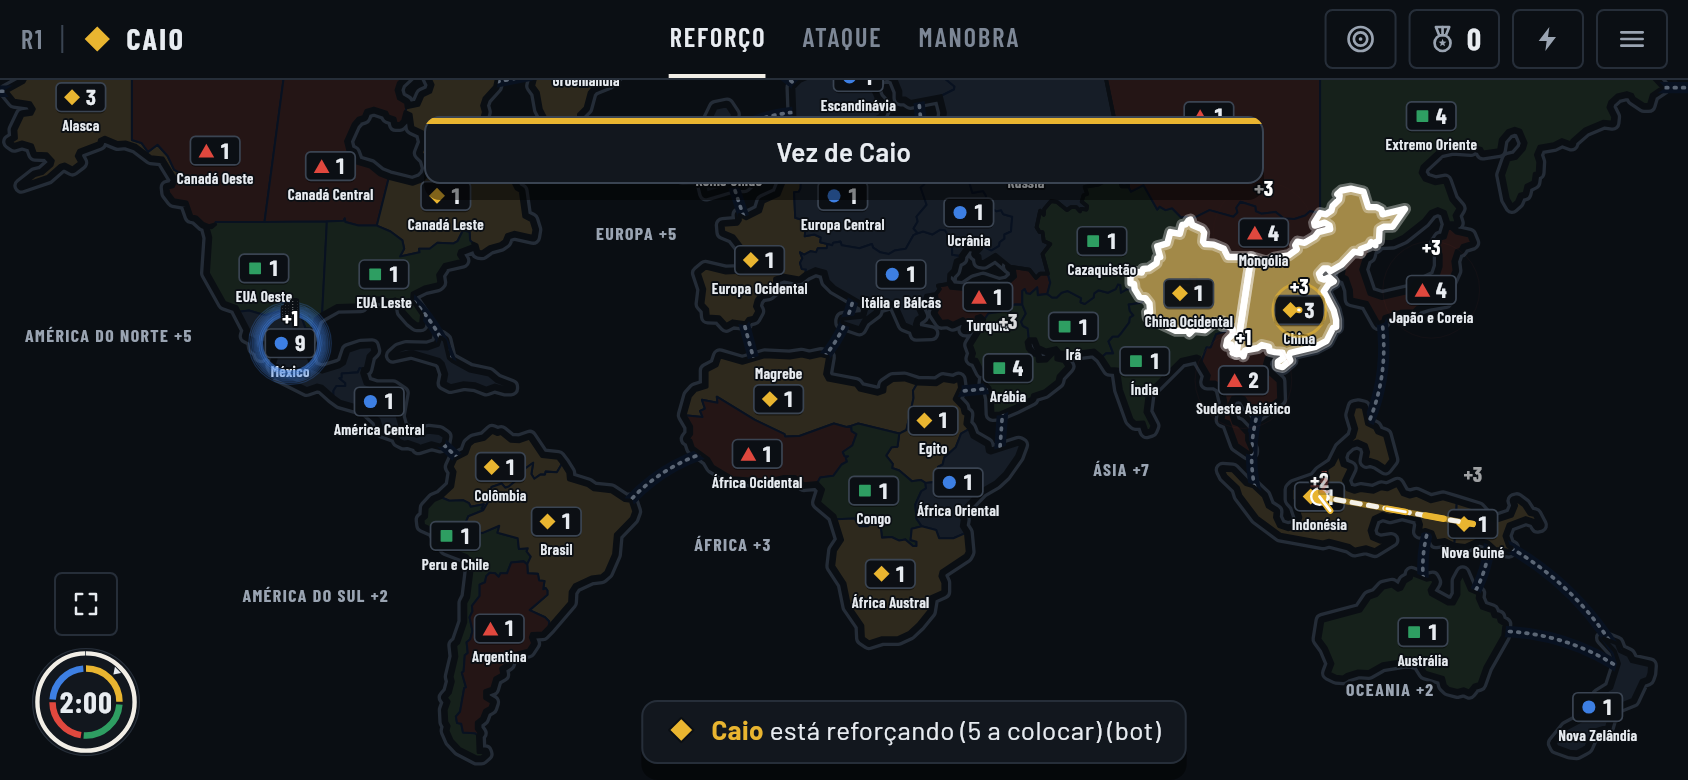 R1 | CAIO
REFORÇO ATAQUE MANOBRA
0
Groenlândia
3
Alasca
1
Escandinávia
1
4
Extremo Oriente
Vez de Caio
1
Canadá Oeste
1
Canadá Central
1
Canadá Leste
Reino Unido
1
Europa Central
Rússia
+3
1
Ucrânia
EUROPA +5
4
Mongólia
1
Cazaquistão
+3
1
EUA Oeste
1
EUA Leste
1
Europa Ocidental
1
Itália e Bálcãs
1
Turquia
+3
1
China Ocidental
+3
3
China
4
Japão e Coreia
AMÉRICA DO NORTE +5
+1
9
México
1
Irã
+1
1
Índia
4
Arábia
2
Sudeste Asiático
Magrebe
1
1
América Central
1
Egito
1
Colômbia
1
África Ocidental
ÁSIA +7
+3
+2
Indonésia
1
Nova Guiné
1
Congo
1
África Oriental
1
Brasil
1
Peru e Chile
ÁFRICA +3
1
África Austral
AMÉRICA DO SUL +2
1
Argentina
1
Austrália
OCEANIA +2
1
Nova Zelândia
2:00
Caio está reforçando (5 a colocar) (bot)